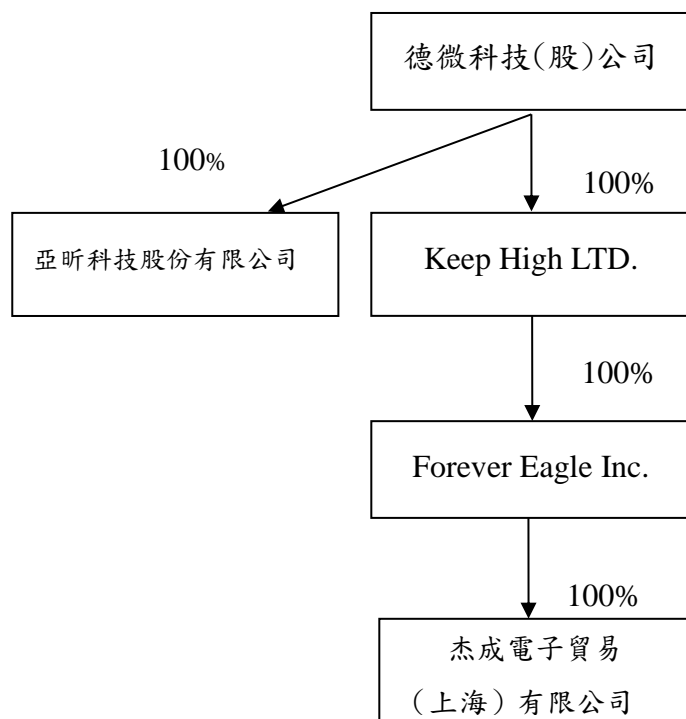 德微科技(股)公司
100%
100%
亞昕科技股份有限公司
Keep High LTD.
100%
Forever Eagle Inc.
100%
杰成電子貿易
（上海）有限公司